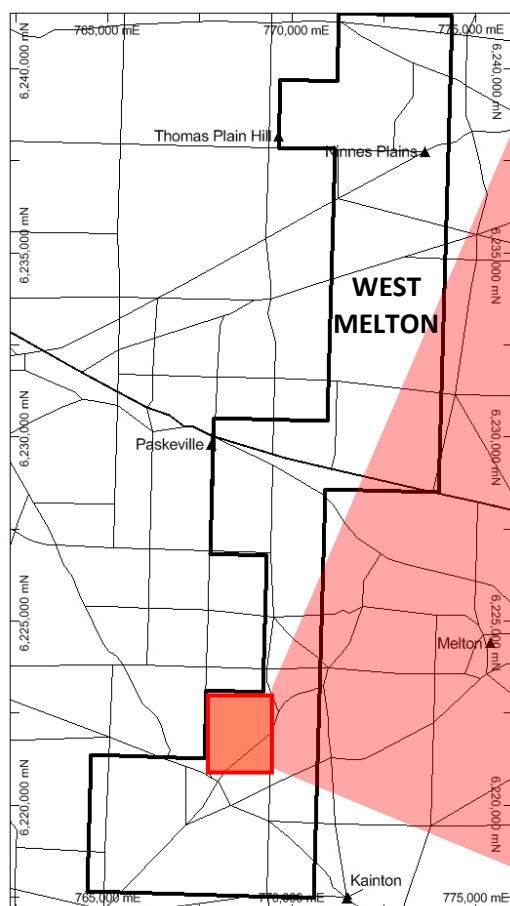 765,000 mE
770,000 mE
775,000 mE
6,240,000 mN
6,240,000 mN
Thomas Plain Hill
Ninnes Plains
6,235,000 mN
6,235,000 mN
WEST
MELTON
6,230,000 mN
6,230,000 mN
Paskeville
6,225,000 mN
6,225,000 mN
Melton
6,220,000 mN
6,220,000 mN
Kainton
765,000 mE
770,000 mE
775,000 mE